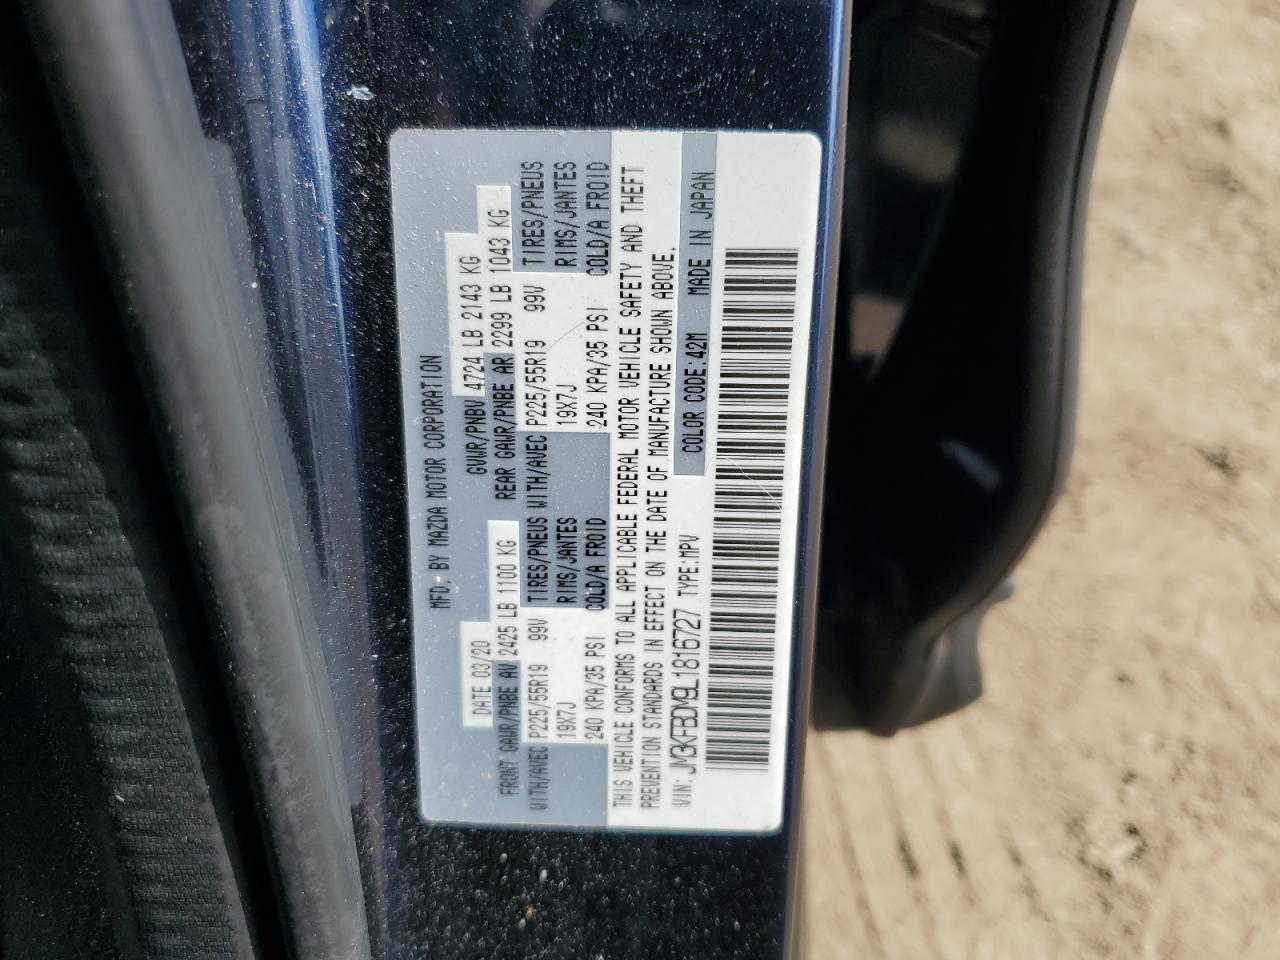 MFD. BY MAZDA MOTOR CORPORATION
DATE 03/20 GVWR/PNBV 4724 LB 2143 KG
FRONT GAWR/PNBE AV 2425 LB 1100 KG REAR GAWR/PNBE AR 2299 LB 1043 KG
WITH/AVEC P225/55R19 99V TIRES/PNEUS WITH/AVEC P225/55R19 99V TIRES/PNEUS
19X7J RIMS/JANTES 19X7J RIMS/JANTES
240 KPA/35 PSI COLD/A FROID 240 KPA/35 PSI COLD/A FROID
THIS VEHICLE CONFORMS TO ALL APPLICABLE FEDERAL MOTOR VEHICLE SAFETY AND THEFT
PREVENTION STANDARDS IN EFFECT ON THE DATE OF MANUFACTURE SHOWN ABOVE.
VIN: JM3KFBDM9L1816727 TYPE:MPV COLOR CODE:42M MADE IN JAPAN